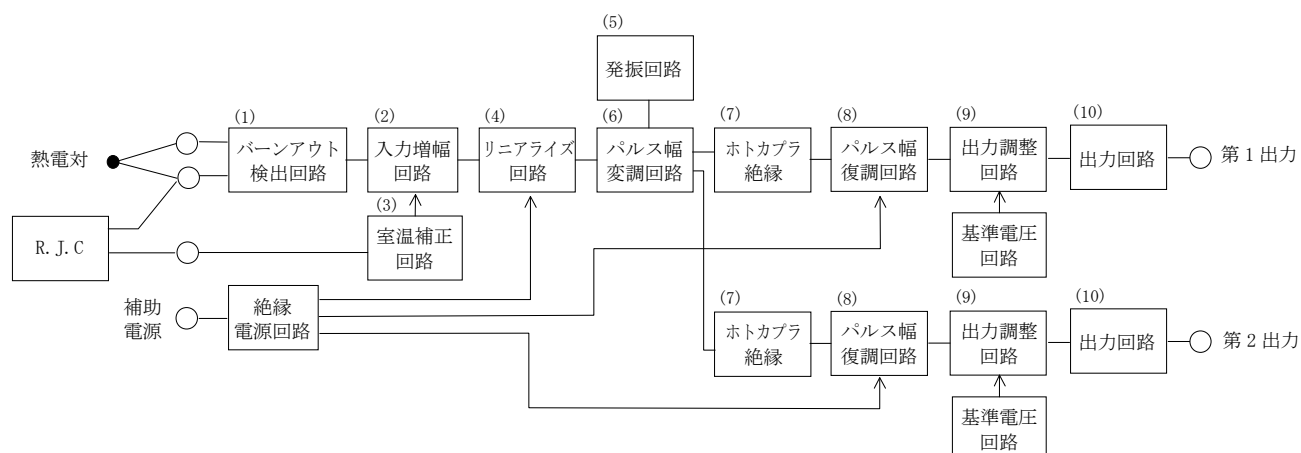 (5)
発振回路
(1)
(2)
(4)
(6)
(7)
(8)
(9)
(10)
熱電対
バーンアウト
検出回路
入力増幅
回路
リニアライズ
回路
パルス幅
変調回路
ホトカプラ
絶縁
パルス幅
復調回路
出力調整
回路
出力回路
第1出力
(3)
R.J.C
室温補正
回路
基準電圧
回路
補助
電源
絶縁
電源回路
(7)
(8)
(9)
(10)
ホトカプラ
絶縁
パルス幅
復調回路
出力調整
回路
出力回路
第2出力
基準電圧
回路